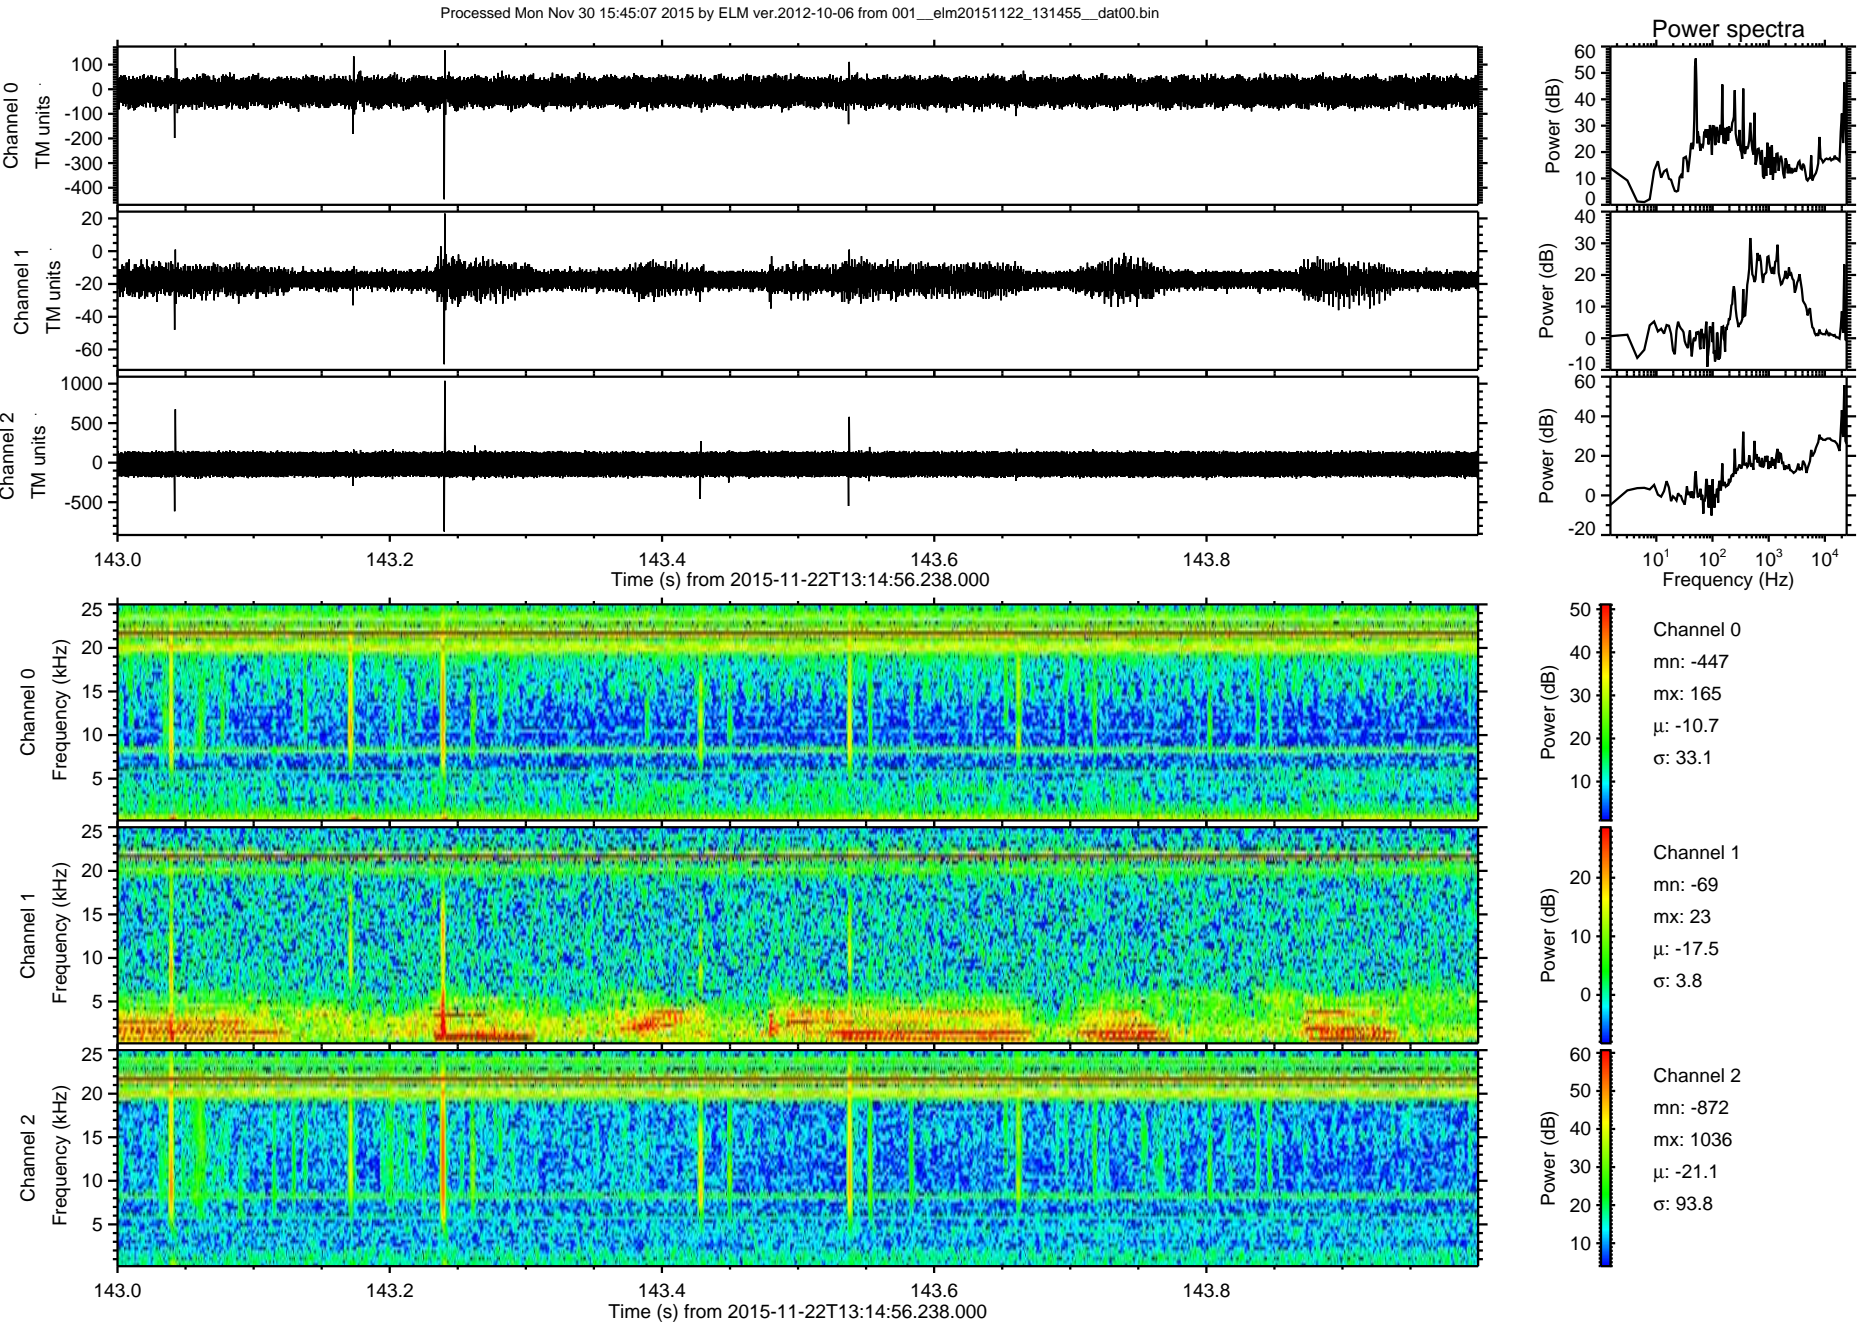 Processed Mon Nov 30 15:45:07 2015 by ELM ver.2012-10-06 from 001__elm20151122_131455__dat00.bin
Power spectra
Channel 0
TM units
100
0
-100
-200
-300
-400
Power (dB)
60
50
40
30
20
10
0
Channel 1
TM units
20
0
-20
-40
-60
Power (dB)
40
30
20
10
0
-10
Channel 2
TM units
1000
500
0
-500
Power (dB)
60
40
20
0
-20
143.0 143.2 143.4 143.6 143.8
Time (s) from 2015-11-22T13:14:56.238.000
10^1 10^2 10^3 10^4
Frequency (Hz)
Channel 0
Frequency (kHz)
25
20
15
10
5
Power (dB)
50
40
30
20
10
Channel 0
mn: -447
mx: 165
µ: -10.7
σ: 33.1
Channel 1
Frequency (kHz)
25
20
15
10
5
Power (dB)
20
10
0
Channel 1
mn: -69
mx: 23
µ: -17.5
σ: 3.8
Channel 2
Frequency (kHz)
25
20
15
10
5
Power (dB)
60
50
40
30
20
10
Channel 2
mn: -872
mx: 1036
µ: -21.1
σ: 93.8
143.0 143.2 143.4 143.6 143.8
Time (s) from 2015-11-22T13:14:56.238.000